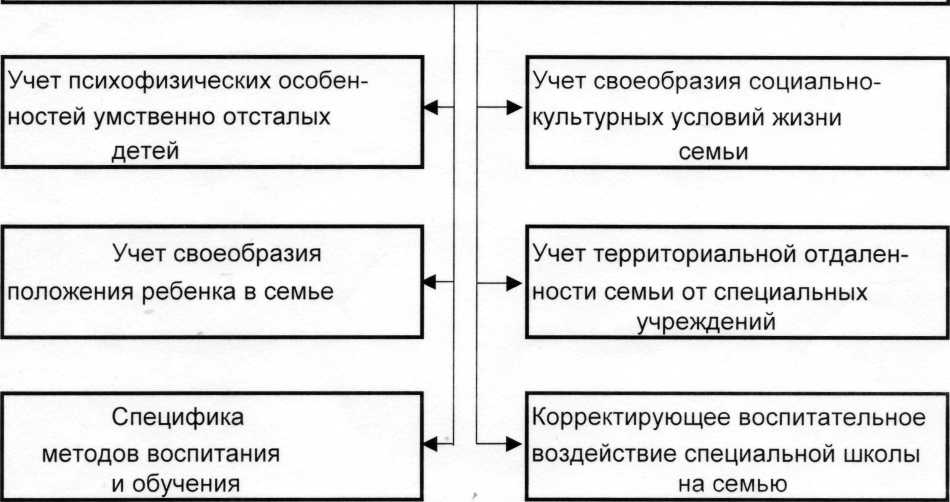 Учет психофизических особен-
ностей умственно отсталых
детей
Учет своеобразия социально-
культурных условий жизни
семьи
Учет своеобразия
положения ребенка в семье
Учет территориальной отдален-
ности семьи от специальных
учреждений
Специфика
методов воспитания
и обучения
Корректирующее воспитательное
воздействие специальной школы
на семью